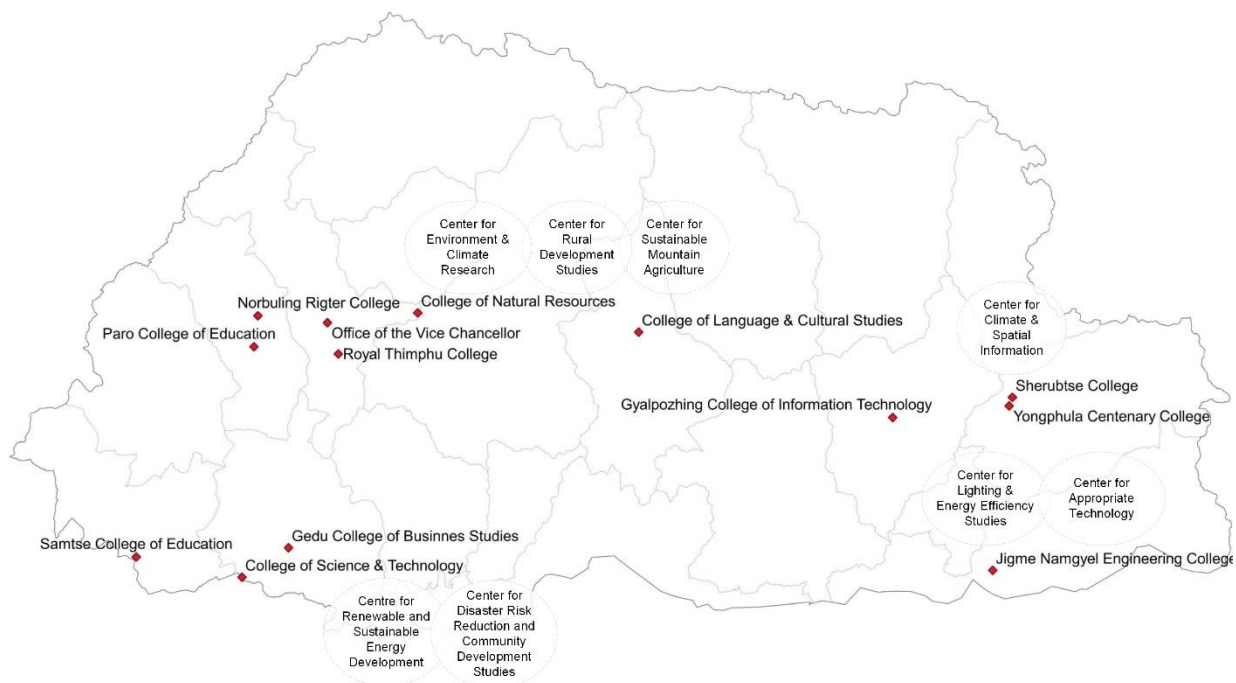 Center for
Environment &
Climate
Research
Center for
Rural
Development
Studies
Center for
Sustainable
Mountain
Agriculture
Norbuling Rigter College
College of Natural Resources
Office of the Vice Chancellor
Paro College of Education
Royal Thimphu College
College of Language & Cultural Studies
Center for
Climate &
Spatial
Information
Sherubtse College
Gyalpozhing College of Information Technology
Yongphula Centenary College
Center for
Lighting &
Energy Efficiency
Studies
Center for
Appropriate
Technology
Gedu College of Businnes Studies
Samtse College of Education
College of Science & Technology
Jigme Namgyel Engineering College
Centre for
Renewable and
Sustainable
Energy
Development
Center for
Disaster Risk
Reduction and
Community
Development
Studies